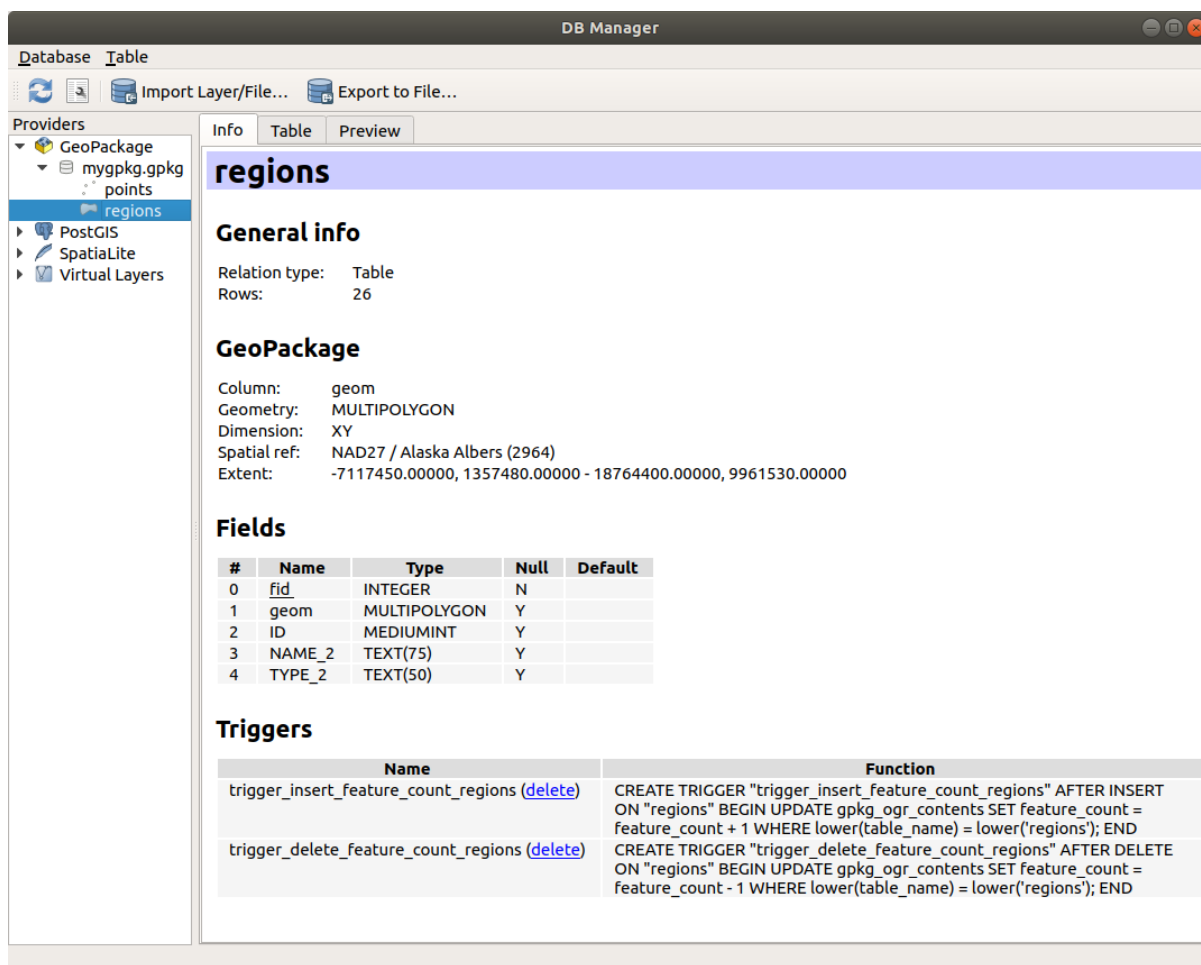 DB Manager
Database Table
Import Layer/File... Export to File...
Providers
GeoPackage
mygpkg.gpkg
points
regions
PostGIS
SpatiaLite
Virtual Layers
Info Table Preview
regions
General info
Relation type: Table
Rows: 26
GeoPackage
Column: geom
Geometry: MULTIPOLYGON
Dimension: XY
Spatial ref: NAD27 / Alaska Albers (2964)
Extent: -7117450.00000, 1357480.00000 - 18764400.00000, 9961530.00000
Fields
# Name Type Null Default
0 fid INTEGER N
1 geom MULTIPOLYGON Y
2 ID MEDIUMINT Y
3 NAME_2 TEXT(75) Y
4 TYPE_2 TEXT(50) Y
Triggers
Name Function
trigger_insert_feature_count_regions (delete) CREATE TRIGGER "trigger_insert_feature_count_regions" AFTER INSERT
ON "regions" BEGIN UPDATE gpkg_ogr_contents SET feature_count =
feature_count + 1 WHERE lower(table_name) = lower('regions'); END
trigger_delete_feature_count_regions (delete) CREATE TRIGGER "trigger_delete_feature_count_regions" AFTER DELETE
ON "regions" BEGIN UPDATE gpkg_ogr_contents SET feature_count =
feature_count - 1 WHERE lower(table_name) = lower('regions'); END